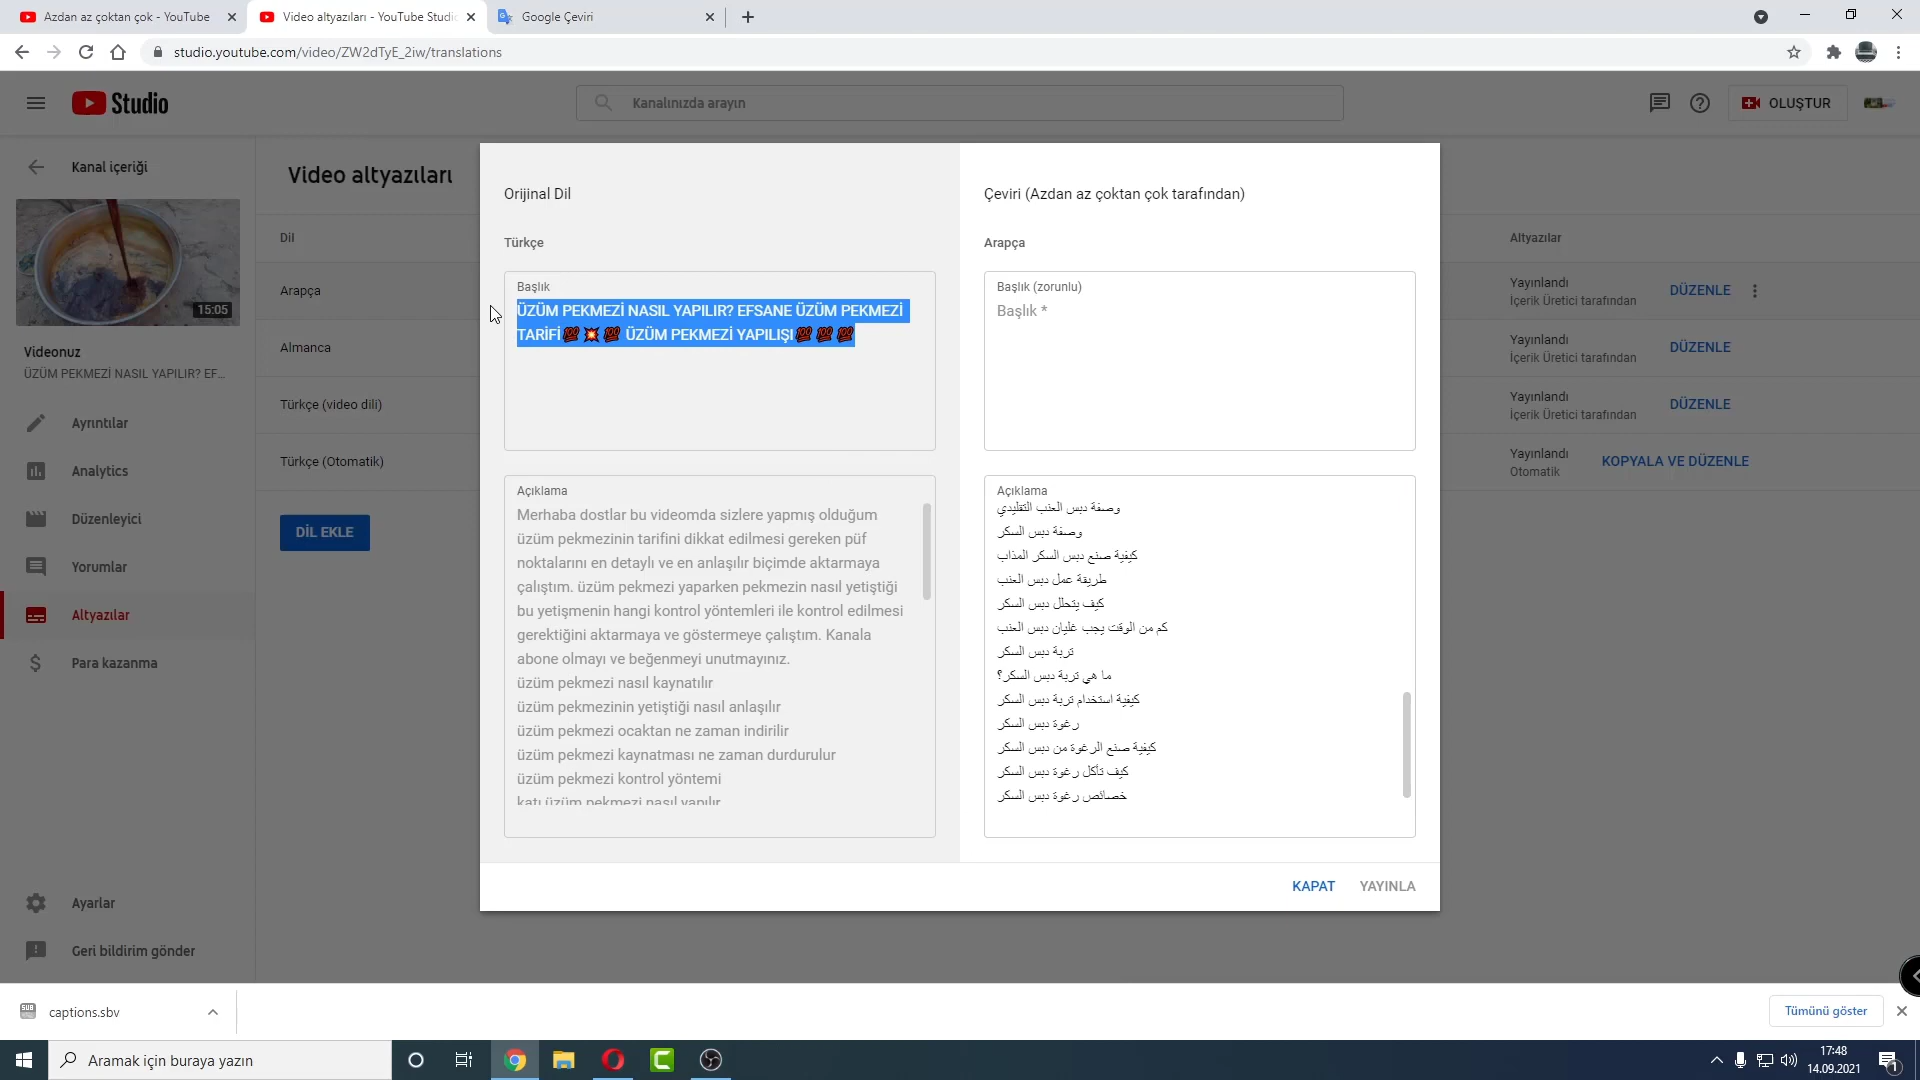 Azdan az çoktan çok - YouTube
Video altyazıları - YouTube Studio
Google Çeviri
studio.youtube.com/video/ZW2dTyE_2iw/translations
Studio
Kanalınızda arayın
OLUŞTUR
Kanal içeriği
15:05
Videonuz
ÜZÜM PEKMEZİ NASIL YAPILIR? EF...
Ayrıntılar
Analytics
Düzenleyici
Yorumlar
Altyazılar
Para kazanma
Ayarlar
Geri bildirim gönder
Video altyazıları
Dil
Arapça
Almanca
Türkçe (video dili)
Türkçe (Otomatik)
DİL EKLE
Orijinal Dil
Türkçe
Başlık
ÜZÜM PEKMEZİ NASIL YAPILIR? EFSANE ÜZÜM PEKMEZİ
TARİFİ💯💥💯 ÜZÜM PEKMEZİ YAPILIŞI💯💯💯
Açıklama
Merhaba dostlar bu videomda sizlere yapmış olduğum
üzüm pekmezinin tarifini dikkat edilmesi gereken püf
noktalarını en detaylı ve en anlaşılır biçimde aktarmaya
çalıştım. üzüm pekmezi yaparken pekmezin nasıl yetiştiği
bu yetişmenin hangi kontrol yöntemleri ile kontrol edilmesi
gerektiğini aktarmaya ve göstermeye çalıştım. Kanala
abone olmayı ve beğenmeyi unutmayınız.
üzüm pekmezi nasıl kaynatılır
üzüm pekmezinin yetiştiği nasıl anlaşılır
üzüm pekmezi ocaktan ne zaman indirilir
üzüm pekmezi kaynatması ne zaman durdurulur
üzüm pekmezi kontrol yöntemi
katı üzüm pekmezi nasıl yapılır
Çeviri (Azdan az çoktan çok tarafından)
Arapça
Başlık (zorunlu)
Başlık *
Açıklama
وصفة دبس العنب التقليدي
وصفة دبس السكر
كيفية صنع دبس السكر المذاب
طريقة عمل دبس العنب
كيف يتحلل دبس السكر
كم من الوقت يجب غليان دبس العنب
تربة دبس السكر
ما هي تربة دبس السكر؟
كيفية استخدام تربة دبس السكر
رغوة دبس السكر
كيفية صنع الرغوة من دبس السكر
كيف تأكل رغوة دبس السكر
خصائص رغوة دبس السكر
KAPAT
YAYINLA
Altyazılar
Yayınlandı
İçerik Üretici tarafından
DÜZENLE
Yayınlandı
İçerik Üretici tarafından
DÜZENLE
Yayınlandı
İçerik Üretici tarafından
DÜZENLE
Yayınlandı
Otomatik
KOPYALA VE DÜZENLE
captions.sbv
Tümünü göster
Aramak için buraya yazın
17:48
14.09.2021
1